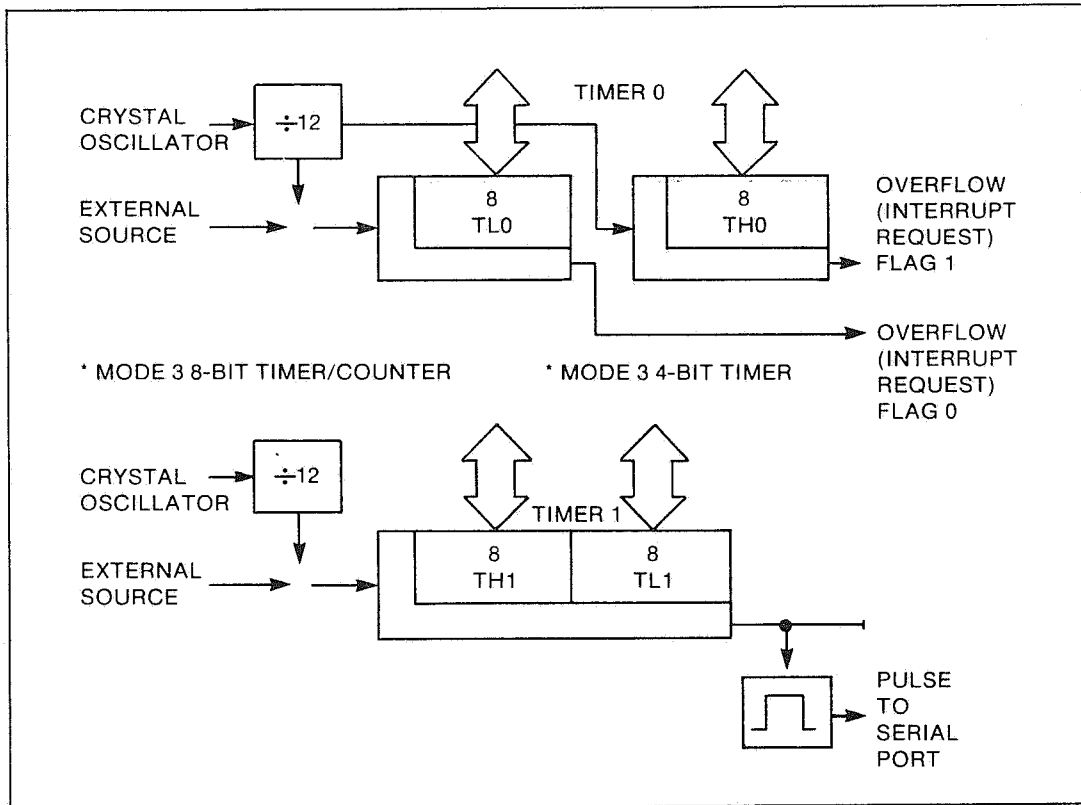 TIMER 0
CRYSTAL
OSCILLATOR
÷12
EXTERNAL
SOURCE
8
TL0
8
TH0
OVERFLOW
(INTERRUPT
REQUEST)
FLAG 1
OVERFLOW
(INTERRUPT
REQUEST)
FLAG 0
* MODE 3 8-BIT TIMER/COUNTER
* MODE 3 4-BIT TIMER
CRYSTAL
OSCILLATOR
÷12
TIMER 1
EXTERNAL
SOURCE
8
TH1
8
TL1
PULSE
TO
SERIAL
PORT